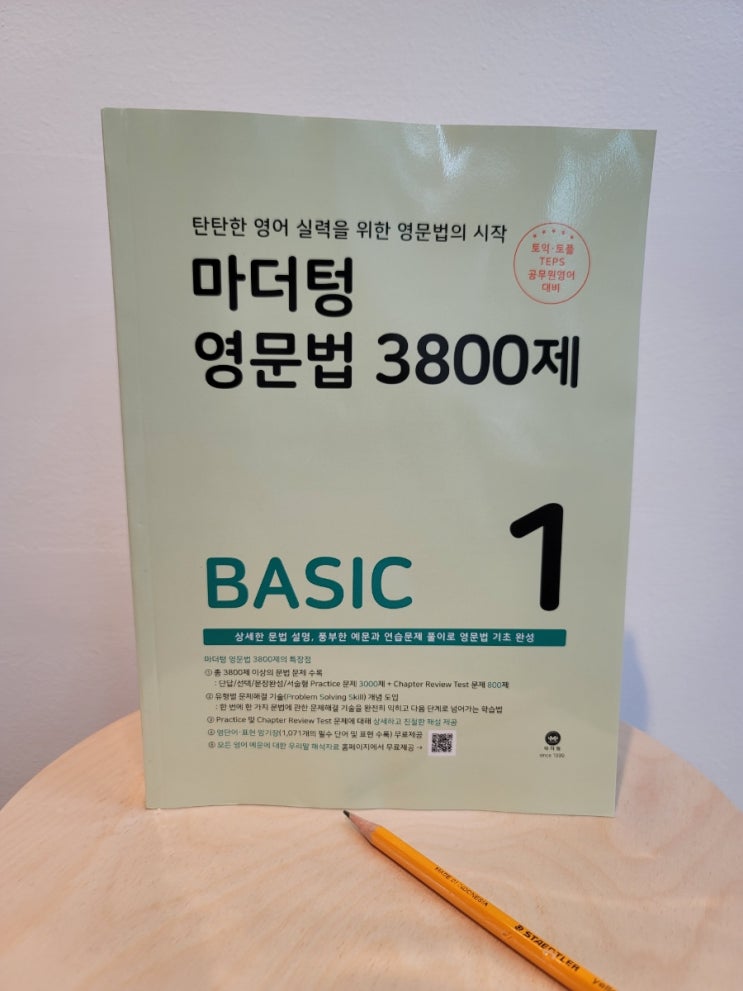 탄탄한 영어 실력을 위한 영문법의 시작
토익·토플
TEPS
공무원영어
대비
마더텅
영문법 3800제
BASIC
1
상세한 문법 설명, 풍부한 예문과 연습문제 풀이로 영문법 기초 완성
마더텅 영문법 3800제의 특장점
① 총 3800제 이상의 문법 문제 수록
: 단답/선택/문장완성/서술형 Practice 문제 3000제 + Chapter Review Test 문제 800제
② 유형별 문제해결 기술(Problem Solving Skill) 개념 도입
: 한 번에 한 가지 문법에 관한 문제해결 기술을 완전히 익히고 다음 단계로 넘어가는 학습법
③ Practice 및 Chapter Review Test 문제에 대해 상세하고 친절한 해설 제공
④ 영단어·표현 암기장(1,071개의 필수 단어 및 표현 수록) 무료제공
⑤ 모든 영어 예문에 대한 우리말 해석자료 홈페이지에서 무료제공 →
마더텅
since 1999
MADE IN INDONESIA
STAEDTLER